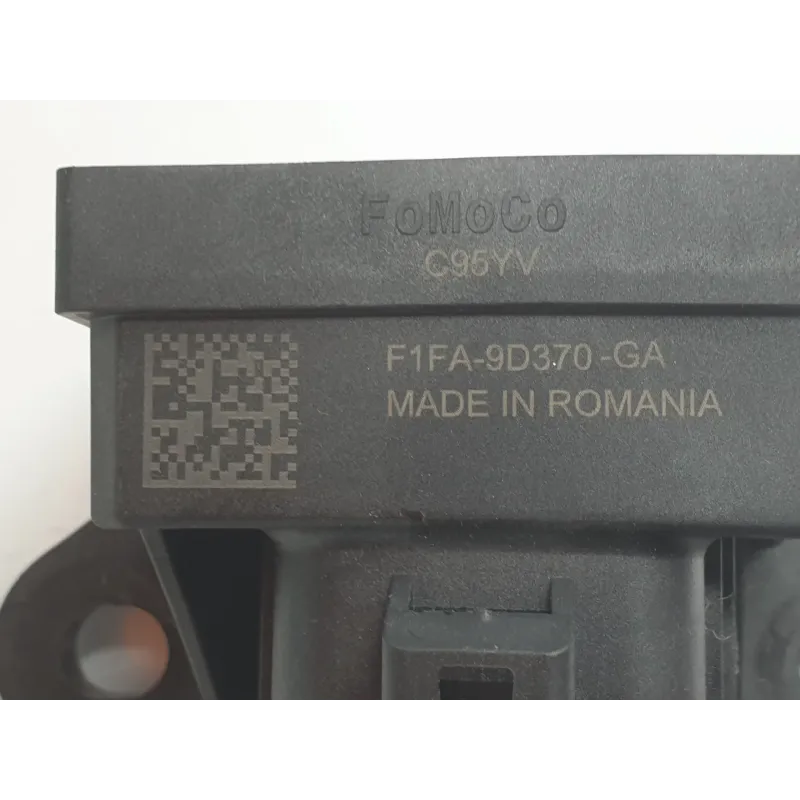 FoMoCo
C95YV
F1FA-9D370-GA
MADE IN ROMANIA